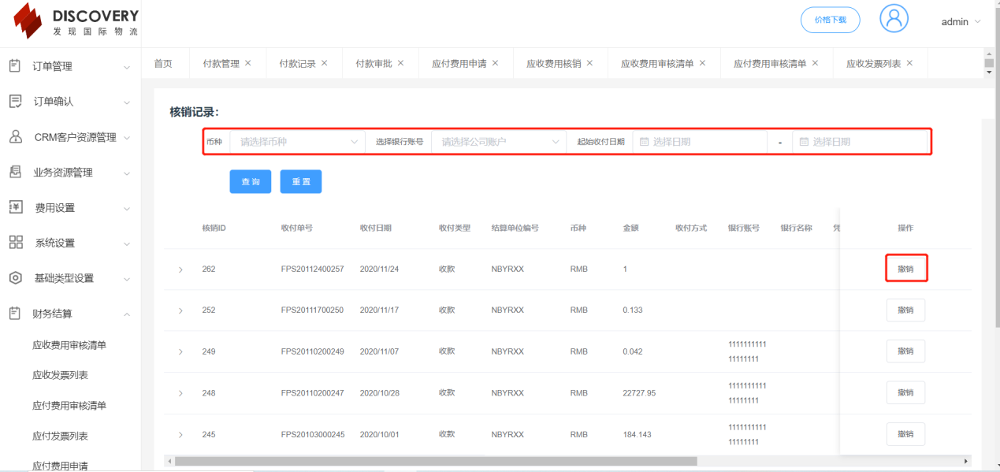 DISCOVERY
发现国际物流
价格下载
admin
订单管理
订单确认
CRM客户资源管理
业务资源管理
费用设置
系统设置
基础类型设置
财务结算
应收费用审核清单
应收发票列表
应付费用审核清单
应付发票列表
应付费用申请
首页 付款管理 × 付款记录 × 付款审批 × 应付费用申请 × 应收费用核销 × 应收费用审核清单 × 应付费用审核清单 × 应收发票列表 ×
核销记录：
币种 请选择币种 选择银行账号 请选择公司账户 起始收付日期 选择日期 - 选择日期
查询 重置
核销ID 收付单号 收付日期 收付类型 结算单位编号 币种 金额 收付方式 银行账号 银行名称 凭 操作
262 FPS20112400257 2020/11/24 收款 NBYRXX RMB 1 撤销
252 FPS20111700250 2020/11/17 收款 NBYRXX RMB 0.133 撤销
249 FPS20110200249 2020/11/07 收款 NBYRXX RMB 0.042 1111111111 撤销
11111111
248 FPS20110200247 2020/10/28 收款 NBYRXX RMB 22727.95 1111111111 撤销
11111111
245 FPS20103000245 2020/10/01 收款 NBYRXX RMB 184.143 1111111111 撤销
11111111